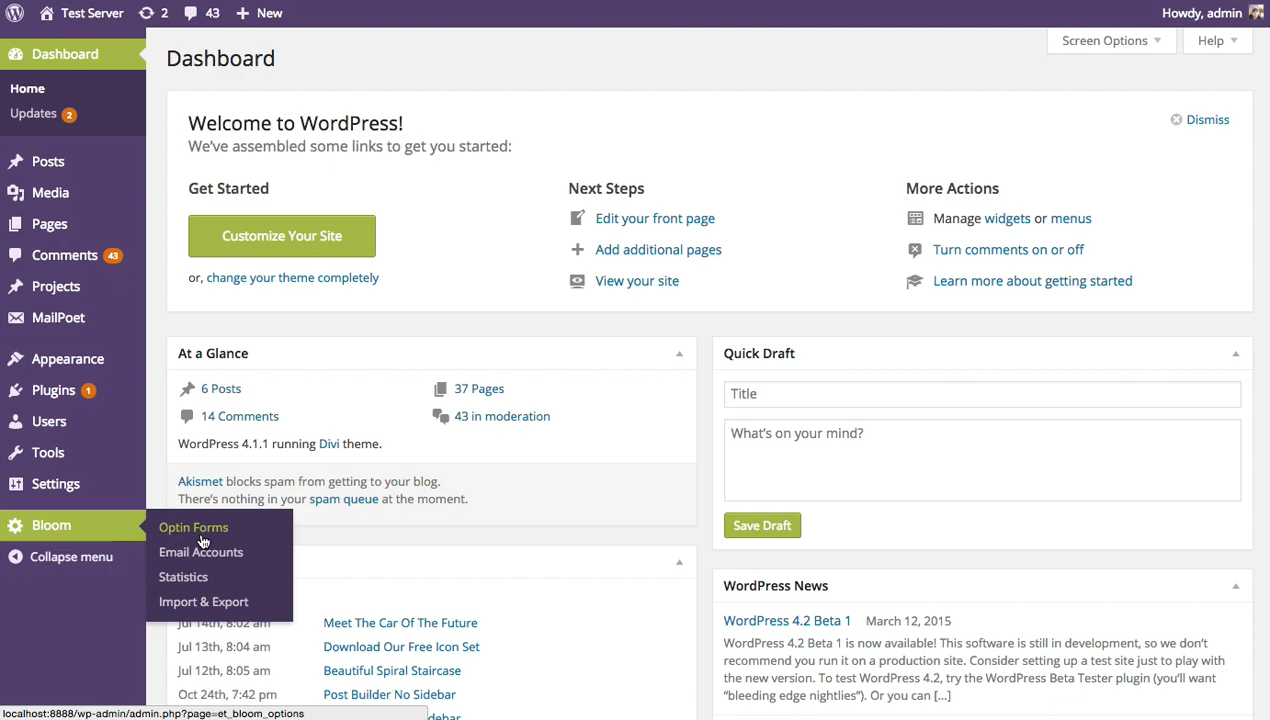 Test Server 2 43 New
Howdy, admin
Screen Options
Help
Dashboard
Home
Updates 2
Posts
Media
Pages
Comments 43
Projects
MailPoet
Appearance
Plugins 1
Users
Tools
Settings
Bloom
Collapse menu
Optin Forms
Email Accounts
Statistics
Import & Export
Dashboard
Welcome to WordPress!
We've assembled some links to get you started:
Dismiss
Get Started
Customize Your Site
or, change your theme completely
Next Steps
Edit your front page
Add additional pages
View your site
More Actions
Manage widgets or menus
Turn comments on or off
Learn more about getting started
At a Glance
6 Posts
37 Pages
14 Comments
43 in moderation
WordPress 4.1.1 running Divi theme.
Akismet blocks spam from getting to your blog.
There's nothing in your spam queue at the moment.
Jul 14th, 8:02 am Meet The Car Of The Future
Jul 13th, 8:04 am Download Our Free Icon Set
Jul 12th, 8:05 am Beautiful Spiral Staircase
Oct 24th, 7:42 pm Post Builder No Sidebar
Sidebar
Quick Draft
Title
What's on your mind?
Save Draft
WordPress News
WordPress 4.2 Beta 1 March 12, 2015
WordPress 4.2 Beta 1 is now available! This software is still in development, so we don't
recommend you run it on a production site. Consider setting up a test site just to play with
the new version. To test WordPress 4.2, try the WordPress Beta Tester plugin (you'll want
"bleeding edge nightlies"). Or you can [...]
localhost:8888/wp-admin/admin.php?page=et_bloom_options